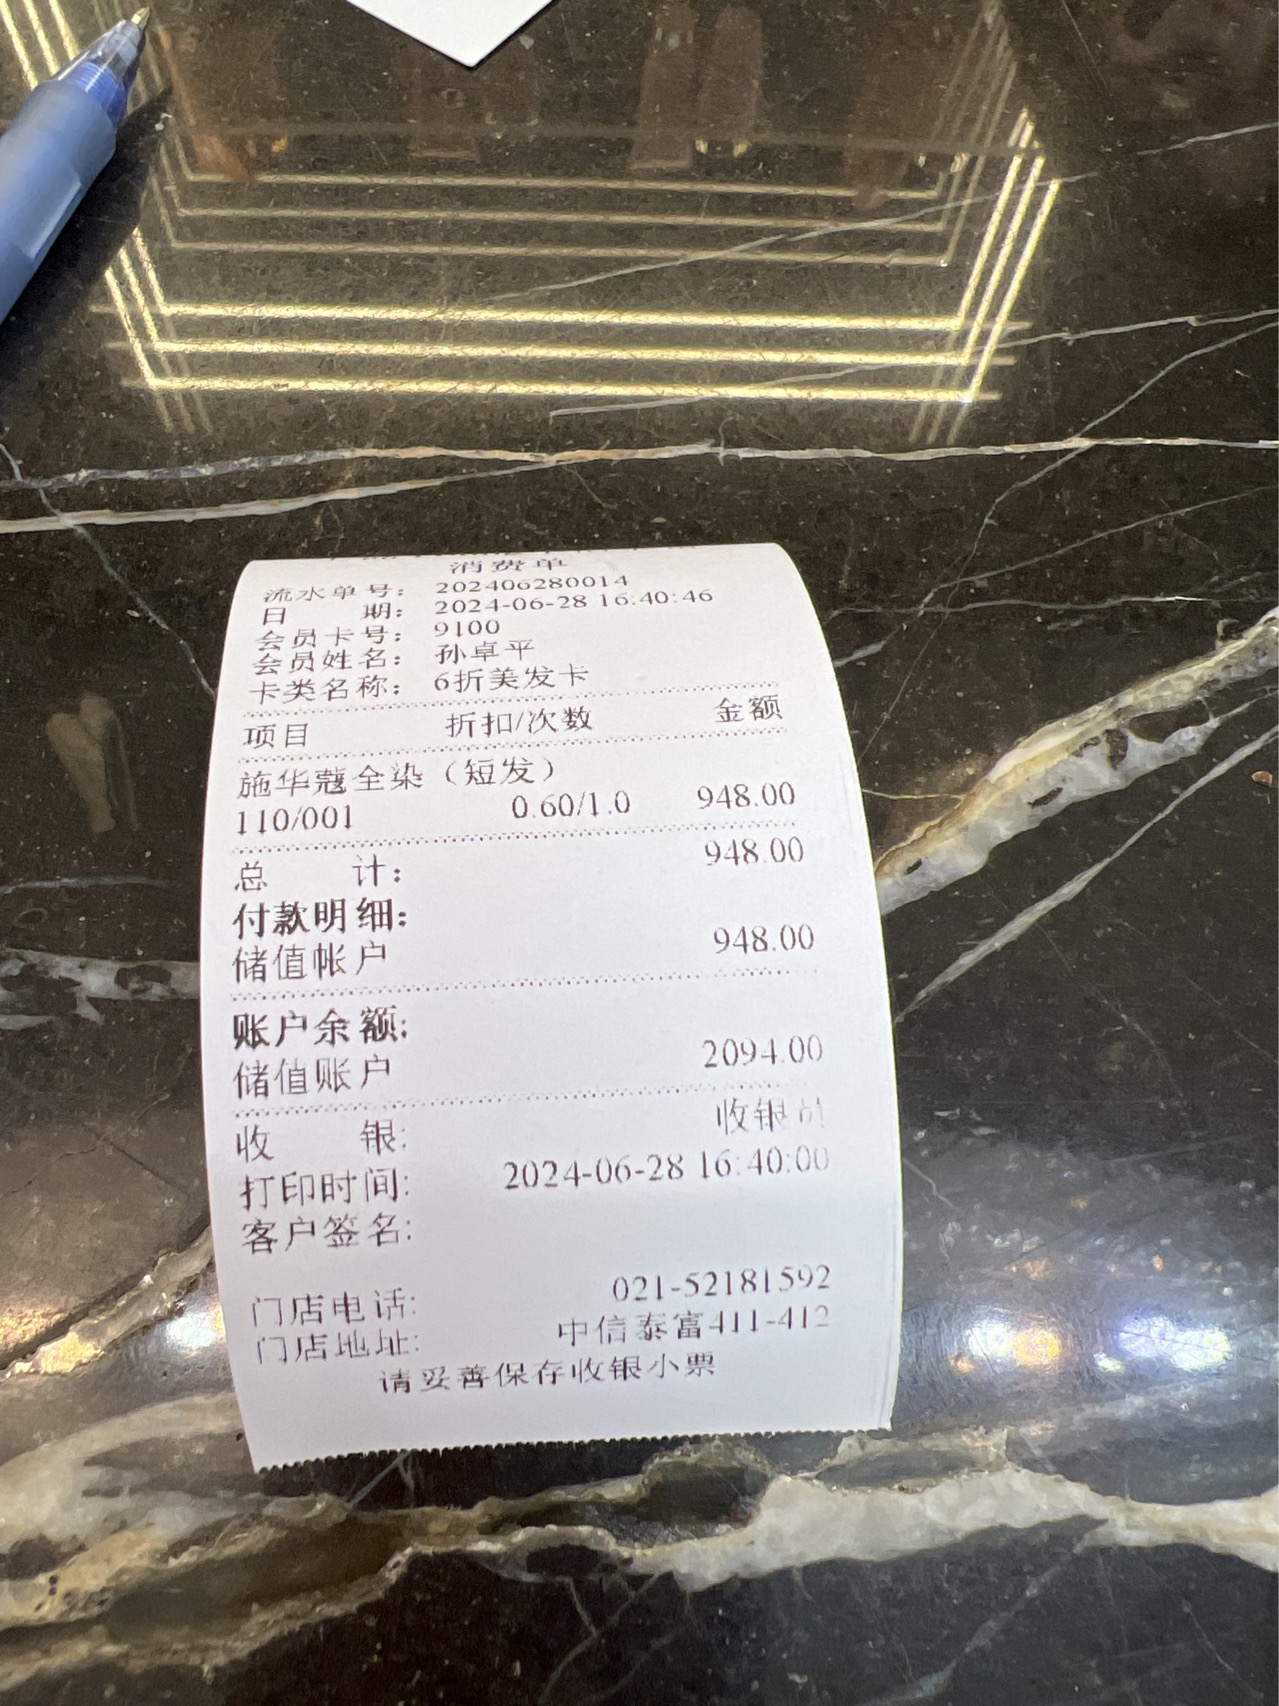 消费单
流水单号： 202406280014
日 期： 2024-06-28 16:40:46
会员卡号： 9100
会员姓名： 孙卓平
卡类名称： 6折美发卡
项目 折扣/次数 金额
施华蔻全染（短发）
110/001 0.60/1.0 948.00
总 计： 948.00
付款明细：
储值帐户 948.00
账户余额:
储值账户 2094.00
收 银: 收银
打印时间: 2024-06-28 16:40:00
客户签名:
门店电话: 021-52181592
门店地址: 中信泰富411-412
请妥善保存收银小票